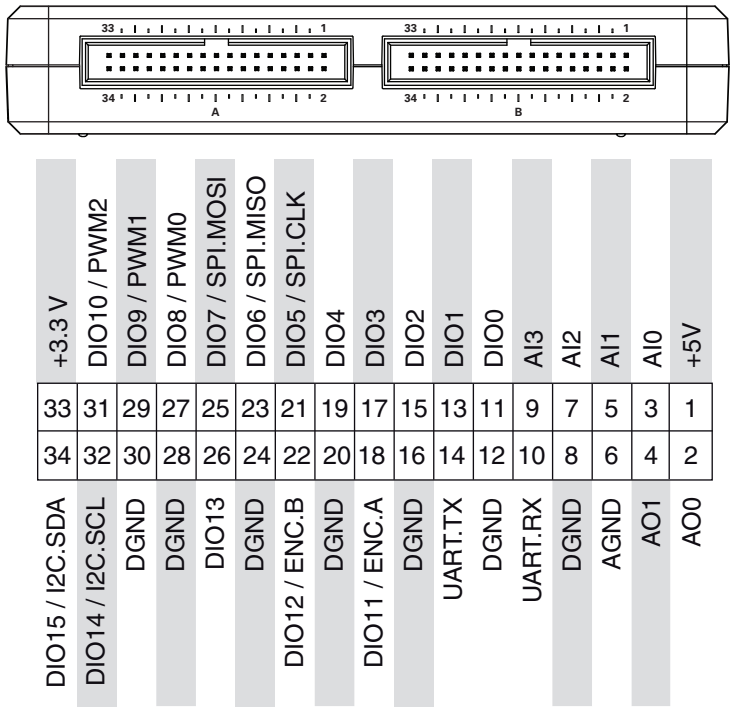 33 1 33 1
34 2 34 2
A B
+3.3 V
DIO10 / PWM2
DIO9 / PWM1
DIO8 / PWM0
DIO7 / SPI.MOSI
DIO6 / SPI.MISO
DIO5 / SPI.CLK
DIO4
DIO3
DIO2
DIO1
DIO0
AI3
AI2
AI1
AI0
+5V
33 31 29 27 25 23 21 19 17 15 13 11 9 7 5 3 1
34 32 30 28 26 24 22 20 18 16 14 12 10 8 6 4 2
DIO15 / I2C.SDA
DIO14 / I2C.SCL
DGND
DGND
DIO13
DGND
DIO12 / ENC.B
DGND
DIO11 / ENC.A
DGND
UART.TX
DGND
UART.RX
DGND
AGND
AO1
AO0